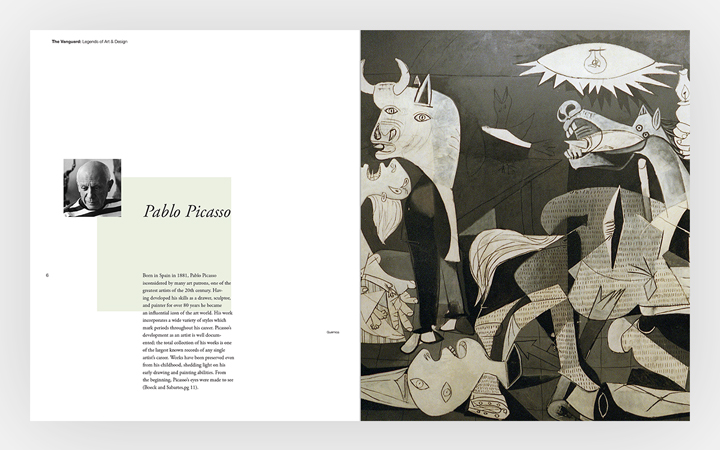 The Vanguard: Legends of Art & Design
Pablo Picasso
6
Born in Spain in 1881, Pablo Picasso
isconsidered by many art patrons, one of the
greatest artists of the 20th century. Hav-
ing developed his skills as a drawer, sculptor,
and painter for over 80 years he became
an influential icon of the art world. His work
incorporates a wide variety of styles which
mark periods throughout his career. Picasso's
development as an artist is well docum-
ented; the total collection of his works is one
of the largest known records of any single
artist's career. Works have been preserved even
from his childhood, shedding light on his
early drawing and painting abilities. From
the beginning, Picasso's eyes were made to see
(Boeck and Sabartes,pg 11).
Guernica